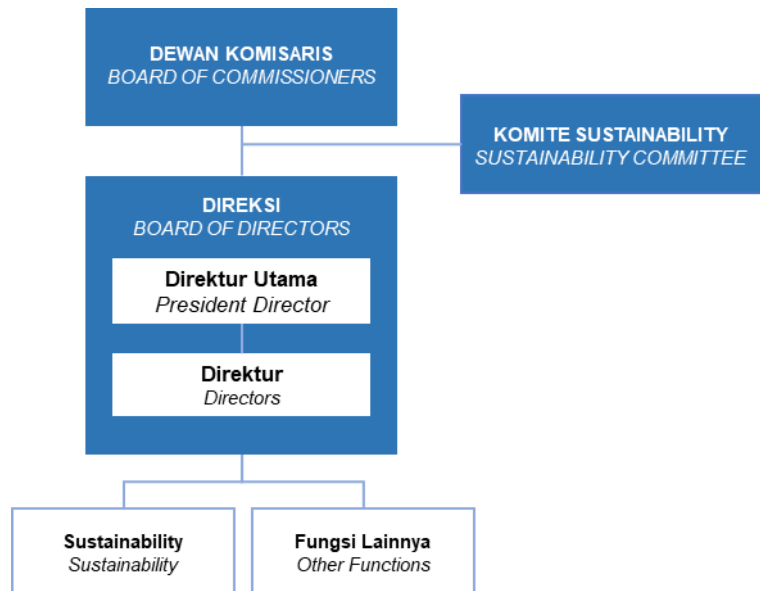 DEWAN KOMISARIS
BOARD OF COMMISSIONERS
KOMITE SUSTAINABILITY
SUSTAINABILITY COMMITTEE
DIREKSI
BOARD OF DIRECTORS
Direktur Utama
President Director
Direktur
Directors
Sustainability
Sustainability
Fungsi Lainnya
Other Functions